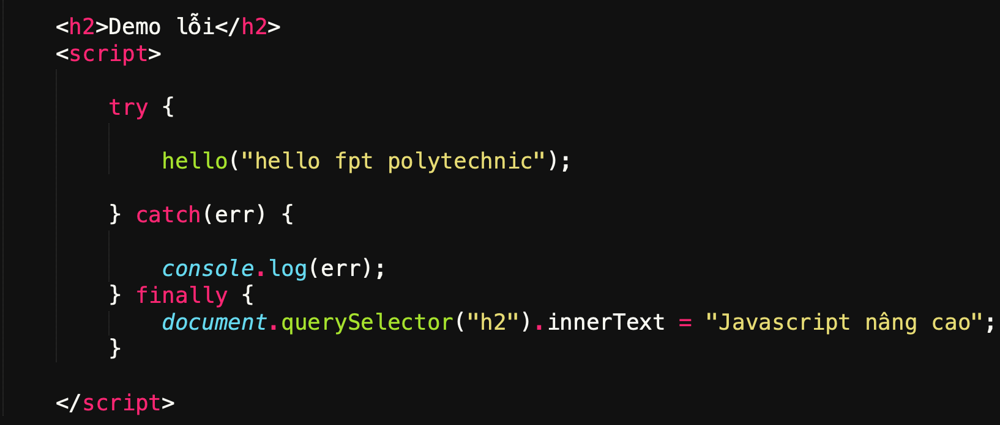 <h2>Demo lỗi</h2>
<script>
try {
hello("hello fpt polytechnic");
} catch(err) {
console.log(err);
} finally {
document.querySelector("h2").innerText = "Javascript nâng cao";
}
</script>